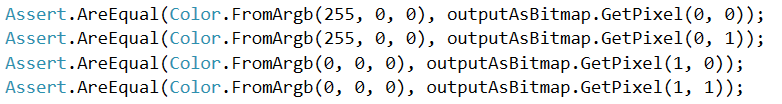 Assert.AreEqual(Color.FromArgb(255, 0, 0), outputAsBitmap.GetPixel(0, 0));
Assert.AreEqual(Color.FromArgb(255, 0, 0), outputAsBitmap.GetPixel(0, 1));
Assert.AreEqual(Color.FromArgb(0, 0, 0), outputAsBitmap.GetPixel(1, 0));
Assert.AreEqual(Color.FromArgb(0, 0, 0), outputAsBitmap.GetPixel(1, 1));